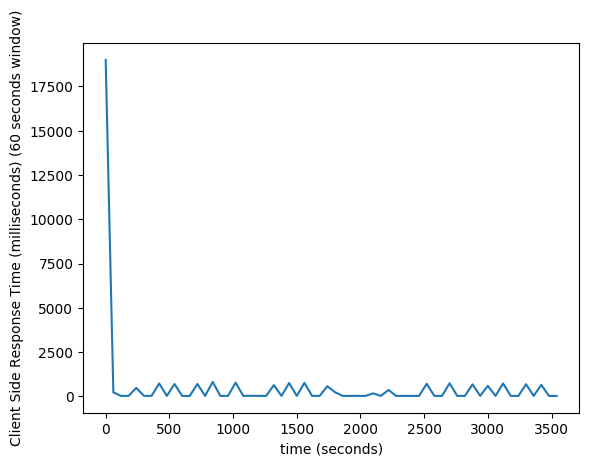 Client Side Response Time (milliseconds) (60 seconds window)
17500
15000
12500
10000
7500
5000
2500
0
0 500 1000 1500 2000 2500 3000 3500
time (seconds)